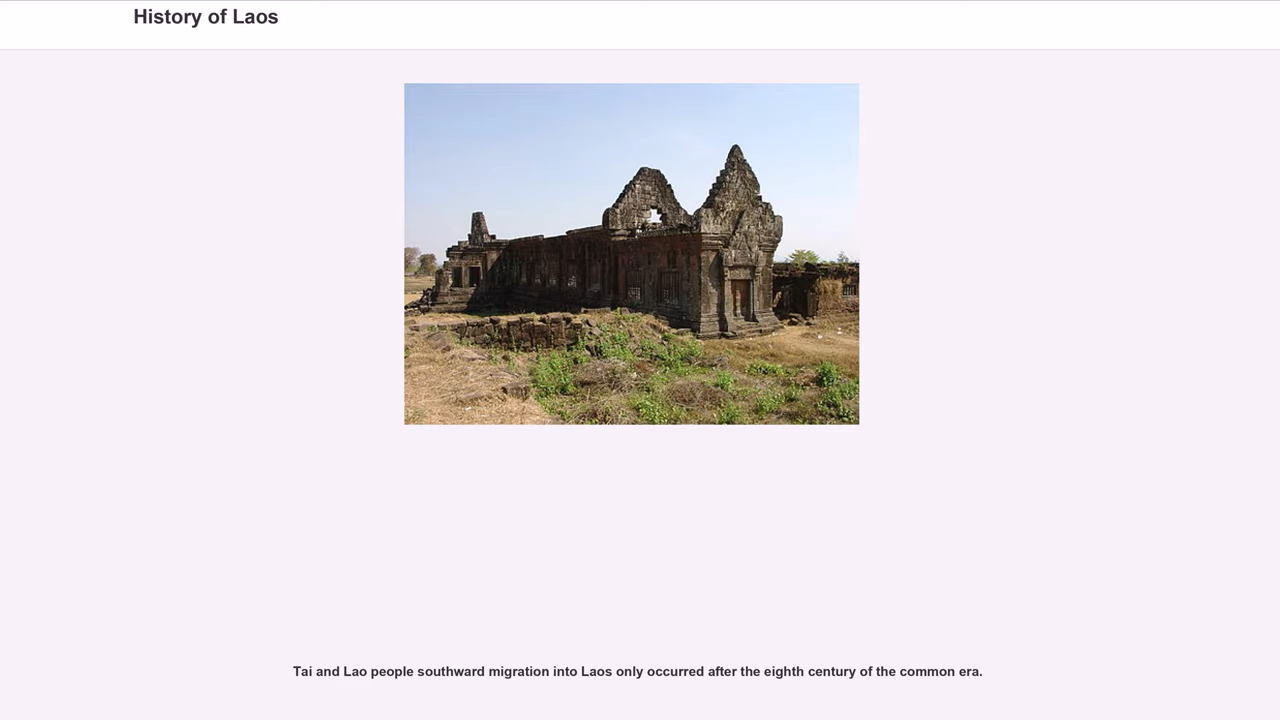 History of Laos
Tai and Lao people southward migration into Laos only occurred after the eighth century of the common era.